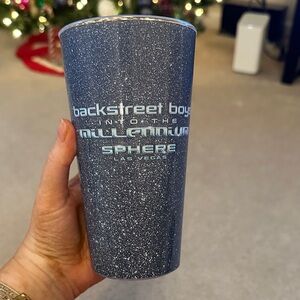 backstreet boys
INTO THE
MILLENNIUM
SPHERE
LAS VEGAS